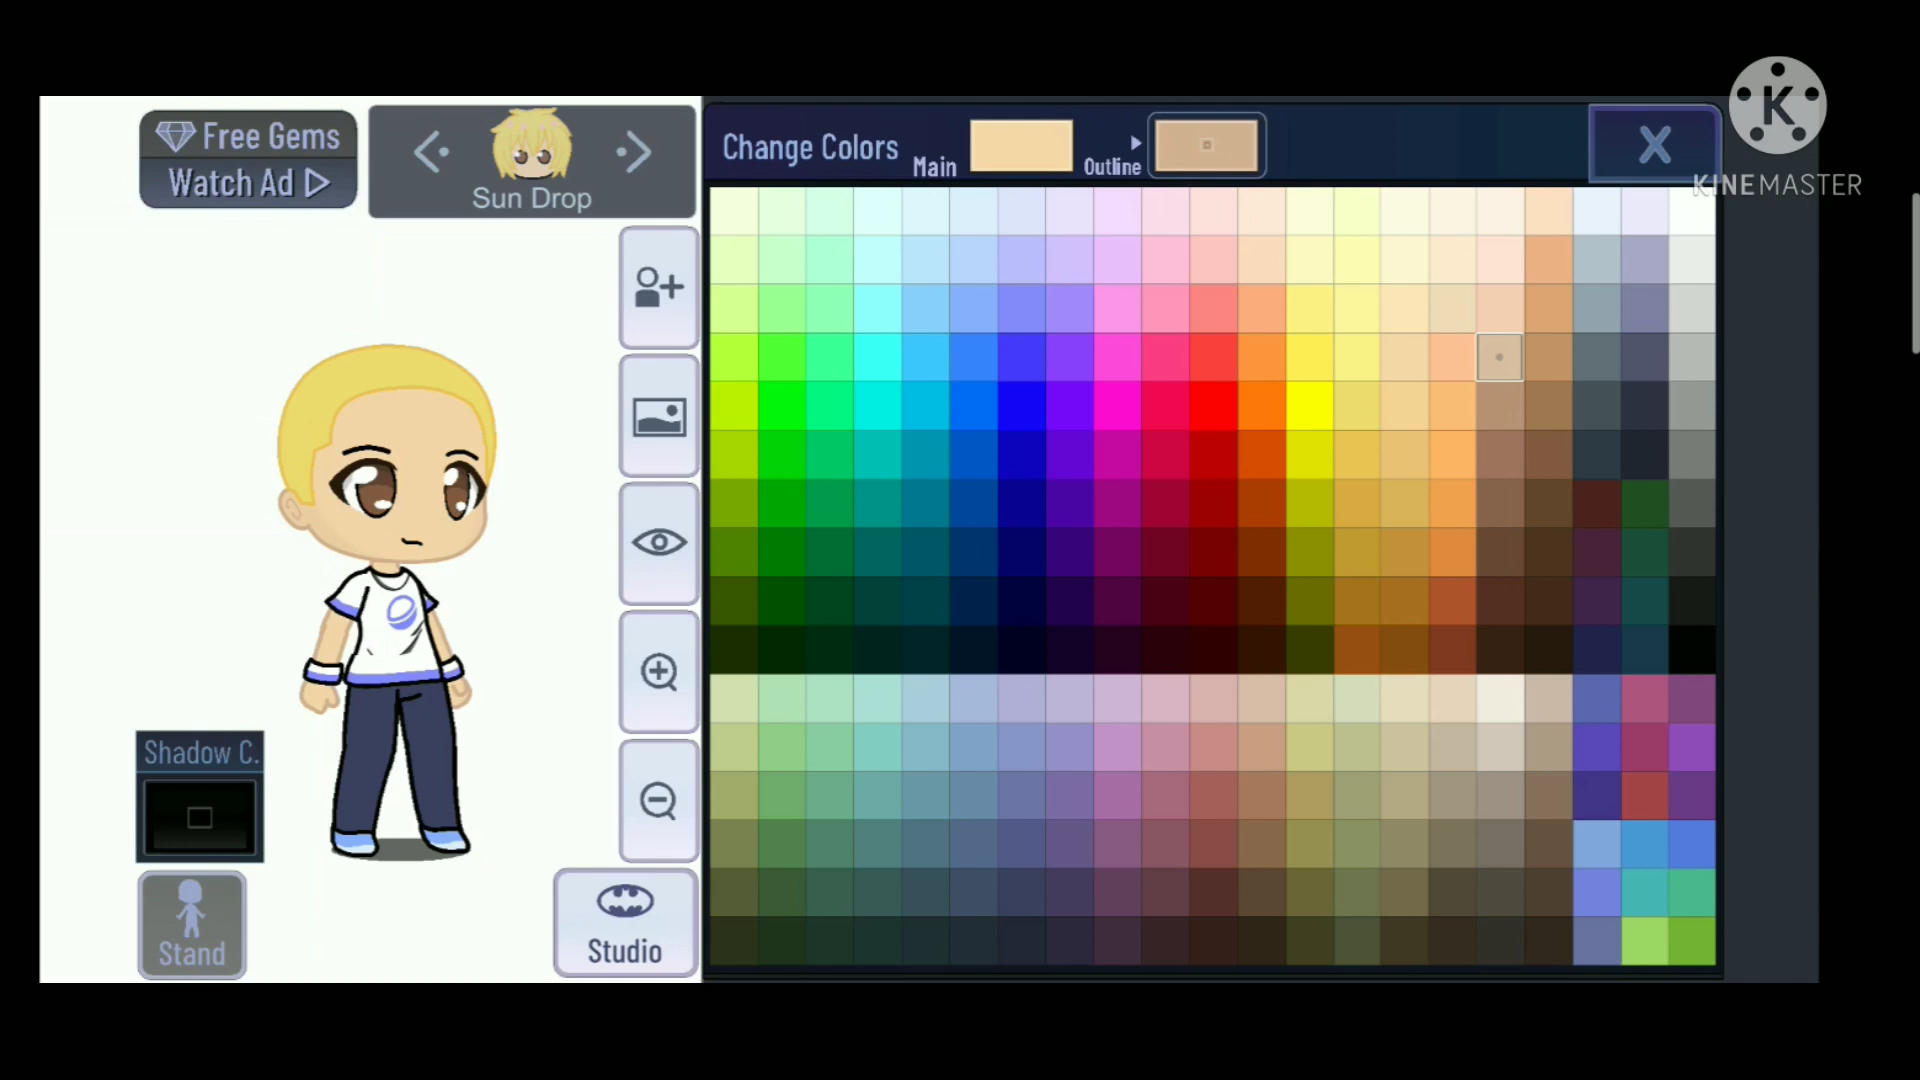 Free Gems
Watch Ad
Sun Drop
Change Colors
Main
Outline
X
K
KINEMASTER
Shadow C.
Stand
Studio